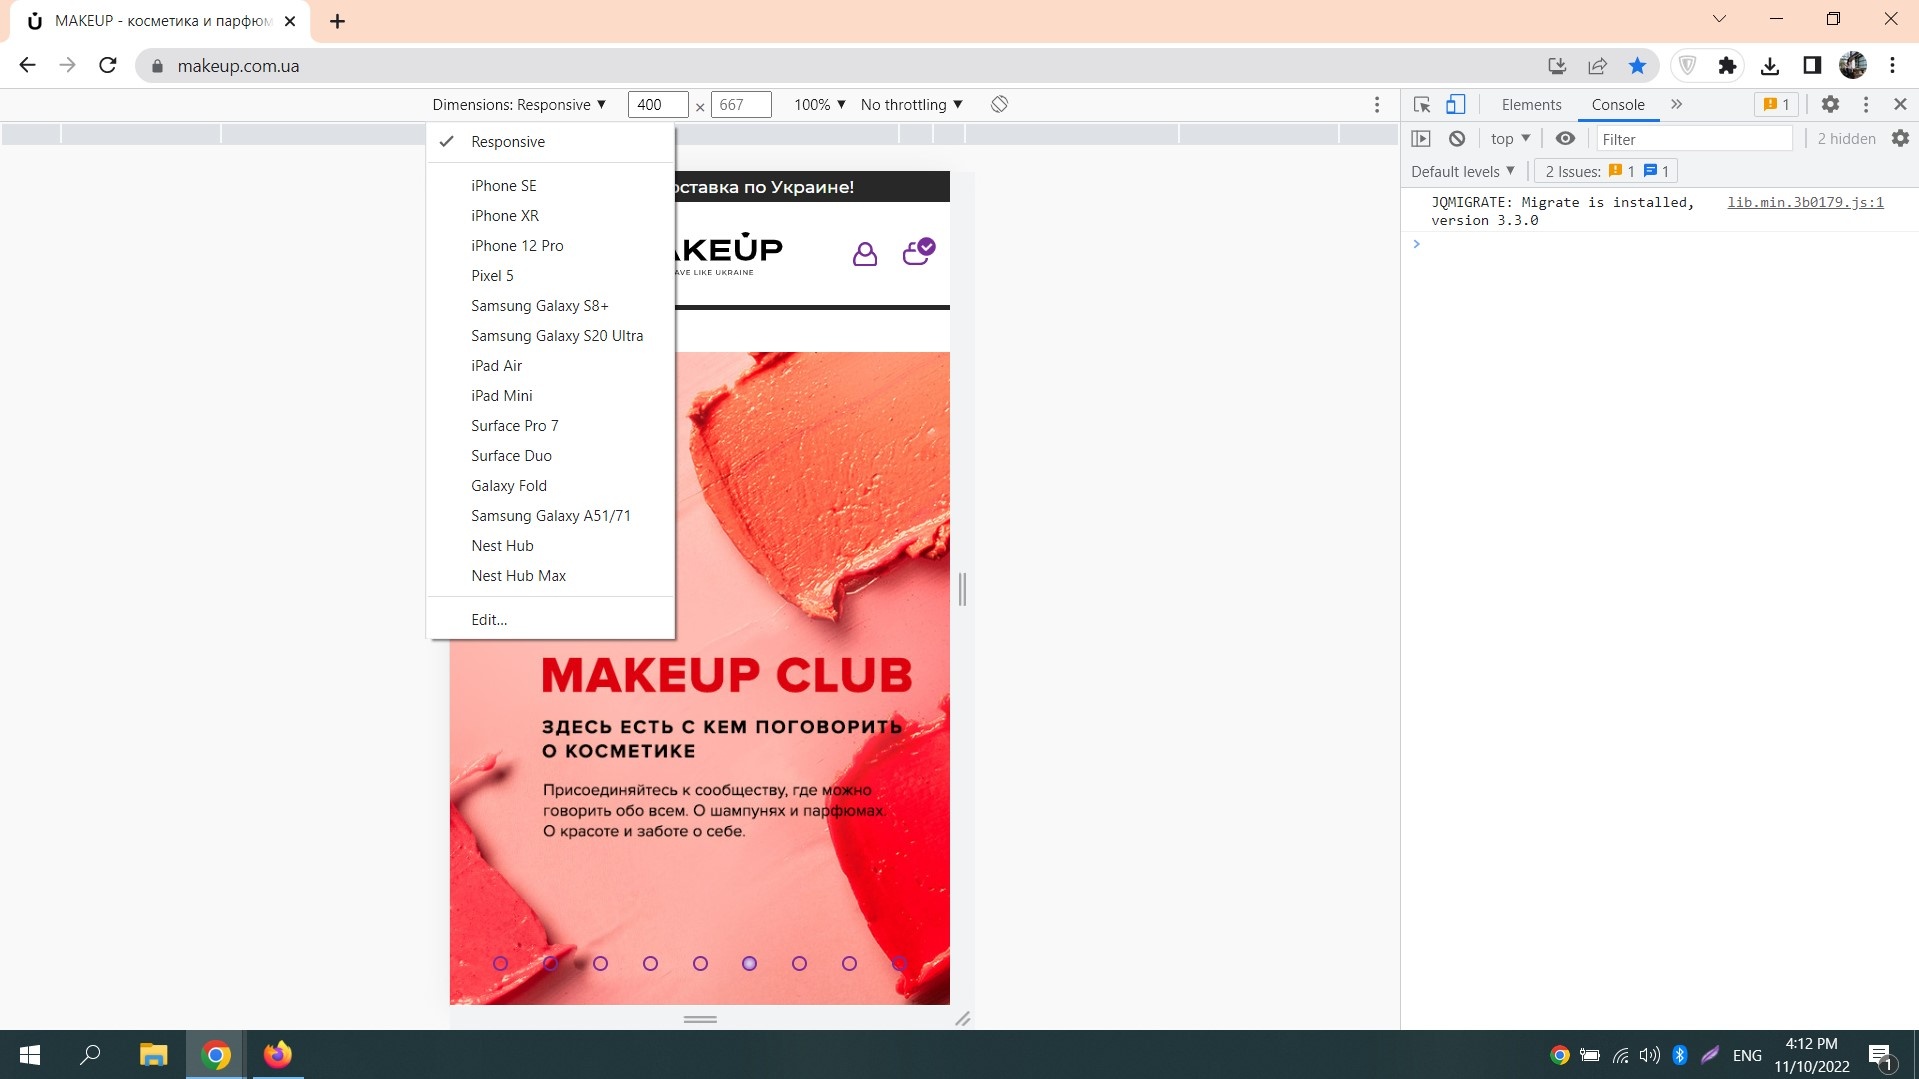 MAKEUP - косметика и парфюм
makeup.com.ua
Dimensions: Responsive 400 × 667 100% No throttling
Elements Console 1
top Filter 2 hidden
Default levels 2 Issues: 1 1
JQMIGRATE: Migrate is installed, version 3.3.0 lib.min.3b0179.js:1
Responsive
iPhone SE
iPhone XR
iPhone 12 Pro
Pixel 5
Samsung Galaxy S8+
Samsung Galaxy S20 Ultra
iPad Air
iPad Mini
Surface Pro 7
Surface Duo
Galaxy Fold
Samsung Galaxy A51/71
Nest Hub
Nest Hub Max
Edit...
оставка по Украине!
AKEUP
AVE LIKE UKRAINE
MAKEUP CLUB
ЗДЕСЬ ЕСТЬ С КЕМ ПОГОВОРИТЬ
О КОСМЕТИКЕ
Присоединяйтесь к сообществу, где можно
говорить обо всем. О шампунях и парфюмах.
О красоте и заботе о себе.
ENG
4:12 PM
11/10/2022
1